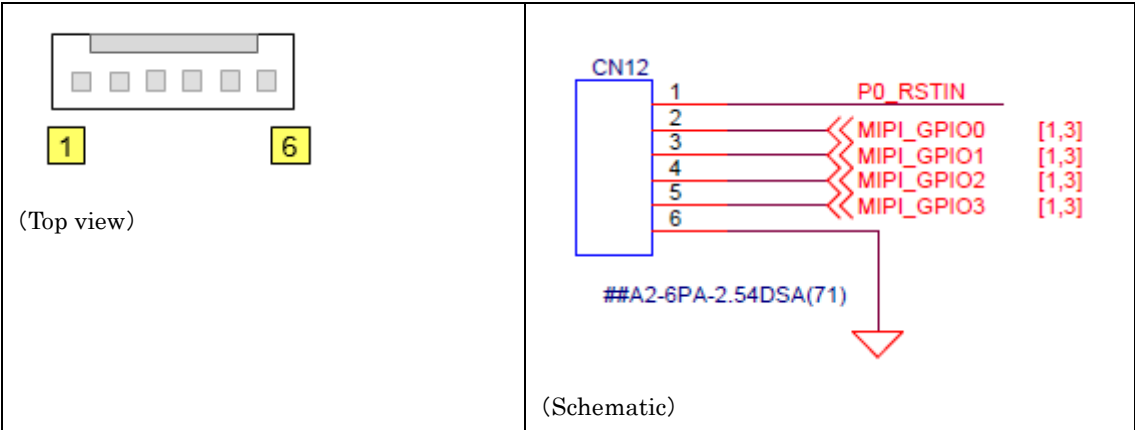 1 6
(Top view)
CN12
1 P0_RSTIN
2 MIPI_GPIO0 [1,3]
3 MIPI_GPIO1 [1,3]
4 MIPI_GPIO2 [1,3]
5 MIPI_GPIO3 [1,3]
6
##A2-6PA-2.54DSA(71)
(Schematic)